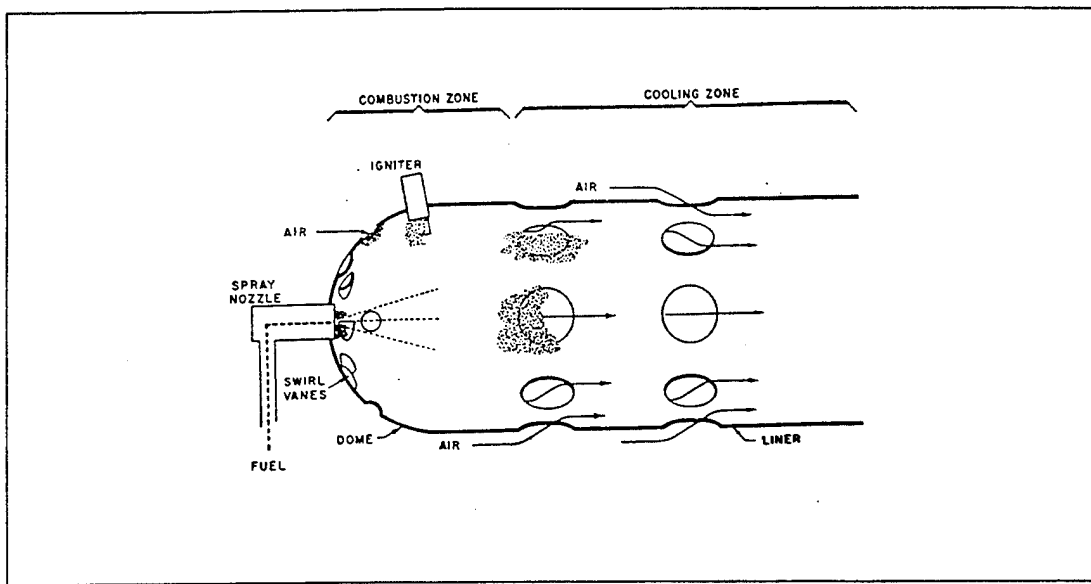 COMBUSTION ZONE
COOLING ZONE
IGNITER
AIR
AIR
SPRAY
NOZZLE
SWIRL
VANES
DOME
AIR
LINER
FUEL